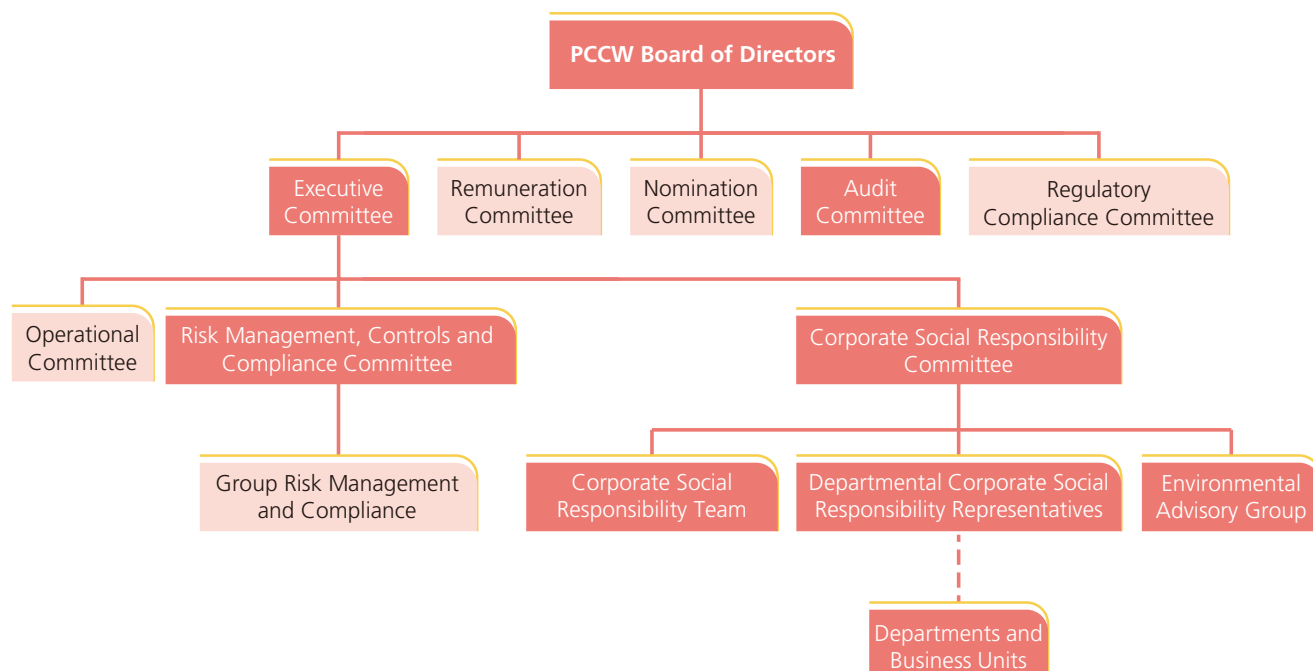 PCCW Board of Directors
Executive
Committee
Remuneration
Committee
Nomination
Committee
Audit
Committee
Regulatory
Compliance Committee
Operational
Committee
Risk Management, Controls and
Compliance Committee
Corporate Social Responsibility
Committee
Group Risk Management
and Compliance
Corporate Social
Responsibility Team
Departmental Corporate Social
Responsibility Representatives
Environmental
Advisory Group
Departments and
Business Units